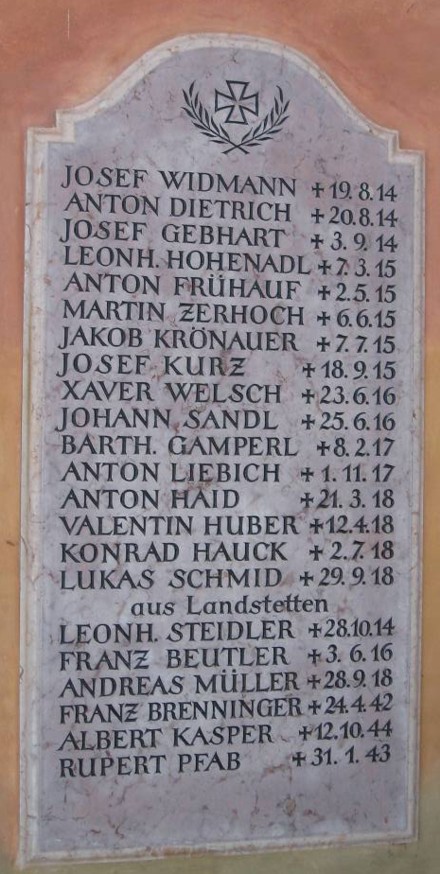 JOSEF WIDMANN ✝ 19. 8. 14
ANTON DIETRICH ✝ 20.8.14
JOSEF GEBHART ✝ 3. 9. 14
LEONH. HOHENADL ✝ 7. 3. 15
ANTON FRÜHAUF ✝ 2.5. 15
MARTIN ZERHOCH ✝ 6.6.15
JAKOB KRÖNAUER ✝ 7. 7. 15
JOSEF KURZ ✝ 18. 9. 15
XAVER WELSCH ✝ 23.6.16
JOHANN SANDL ✝ 25.6.16
BARTH. GAMPERL ✝ 8. 2. 17
ANTON LIEBICH ✝ 1. 11. 17
ANTON HAID ✝ 21. 3. 18
VALENTIN HUBER ✝ 12.4.18
KONRAD HAUCK ✝ 2. 7. 18
LUKAS SCHMID ✝ 29. 9. 18
aus Landstetten
LEONH. STEIDLER ✝ 28.10.14
FRANZ BEUTLER ✝ 3. 6. 16
ANDREAS MÜLLER ✝ 28.9. 18
FRANZ BRENNINGER ✝ 24.4.42
ALBERT KASPER ✝ 12.10.44
RUPERT PFAB ✝ 31. 1. 43